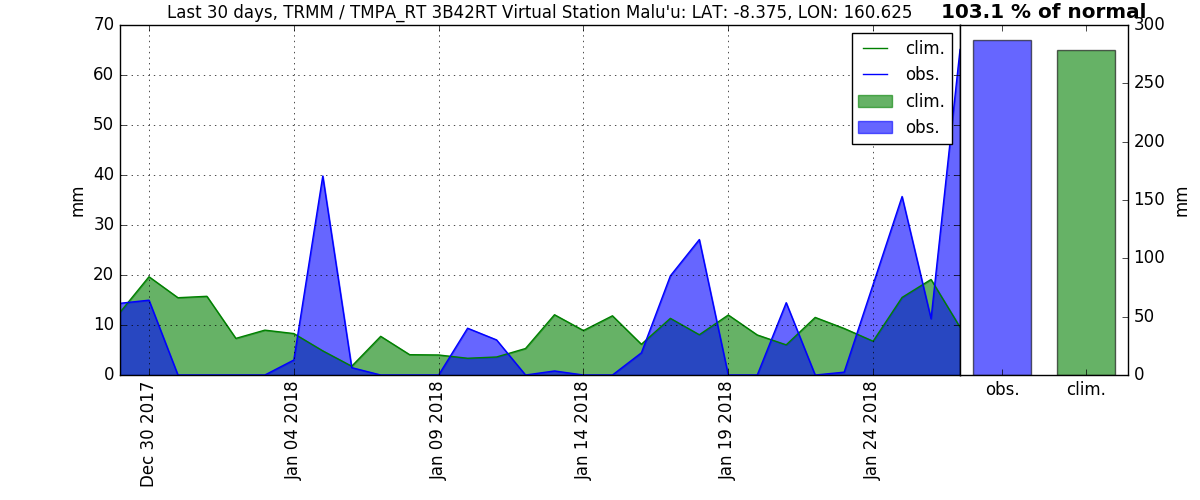 Last 30 days, TRMM / TMPA_RT 3B42RT Virtual Station Malu'u: LAT: -8.375, LON: 160.625
103.1 % of normal
70
60
50
40
30
20
10
0
mm
clim.
obs.
clim.
obs.
Dec 30 2017
Jan 04 2018
Jan 09 2018
Jan 14 2018
Jan 19 2018
Jan 24 2018
300
250
200
150
100
50
0
mm
obs.
clim.